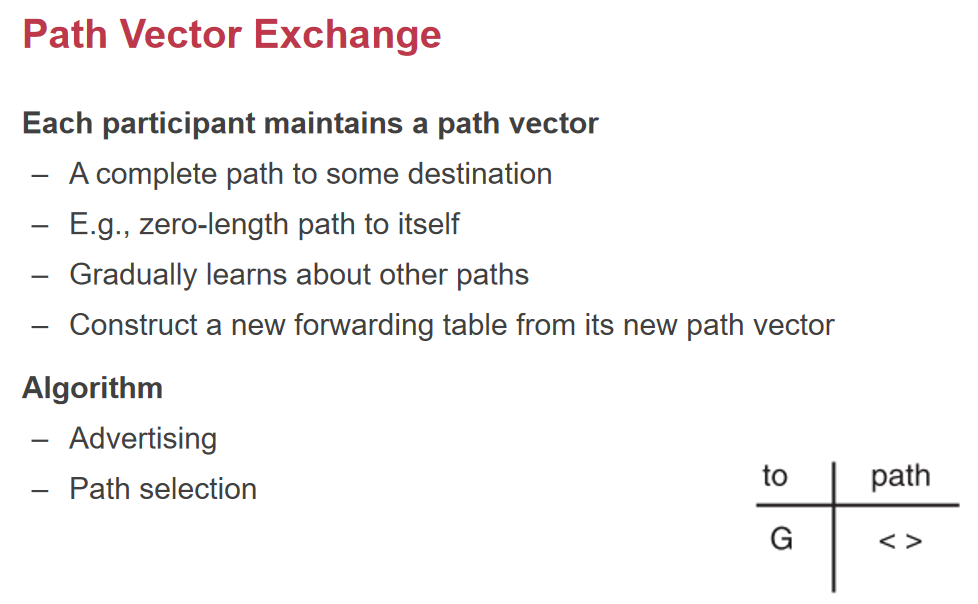 Path Vector Exchange
Each participant maintains a path vector
– A complete path to some destination
– E.g., zero-length path to itself
– Gradually learns about other paths
– Construct a new forwarding table from its new path vector
Algorithm
– Advertising
– Path selection
to path
G < >